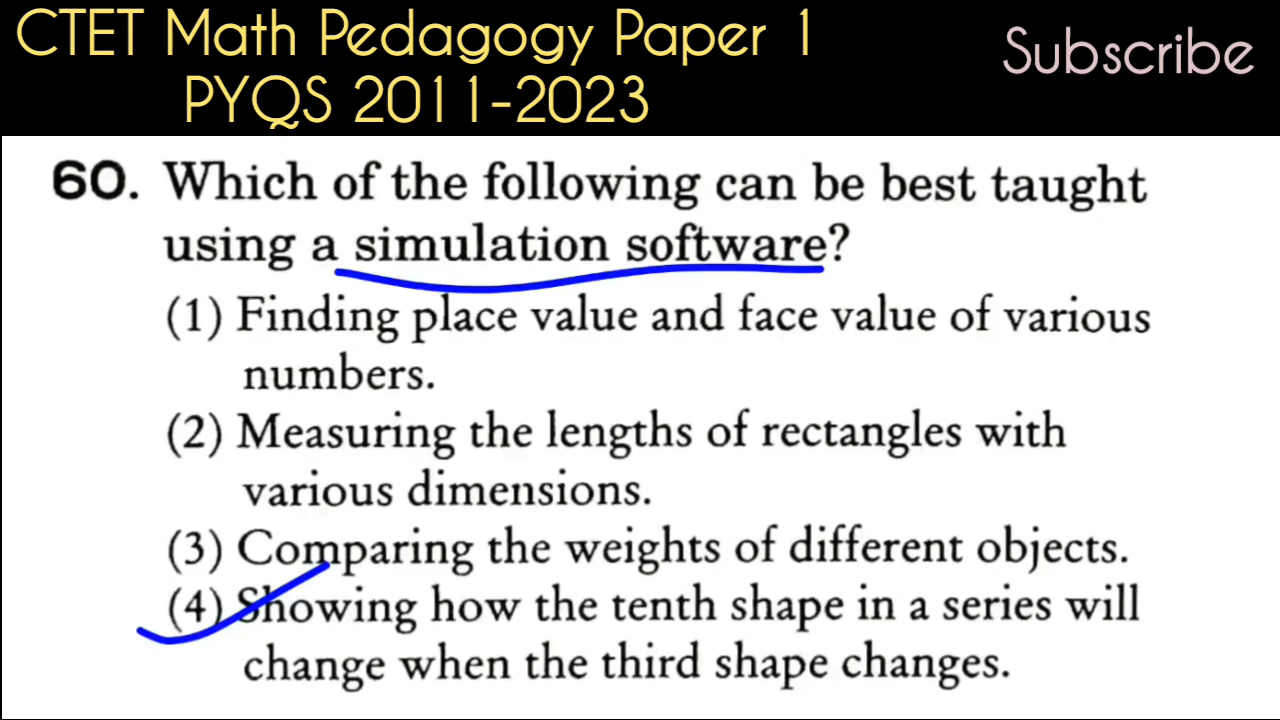 CTET Math Pedagogy Paper 1
PYQS 2011-2023
Subscribe
60. Which of the following can be best taught
using a simulation software?
(1) Finding place value and face value of various
numbers.
(2) Measuring the lengths of rectangles with
various dimensions.
(3) Comparing the weights of different objects.
(4) Showing how the tenth shape in a series will
change when the third shape changes.